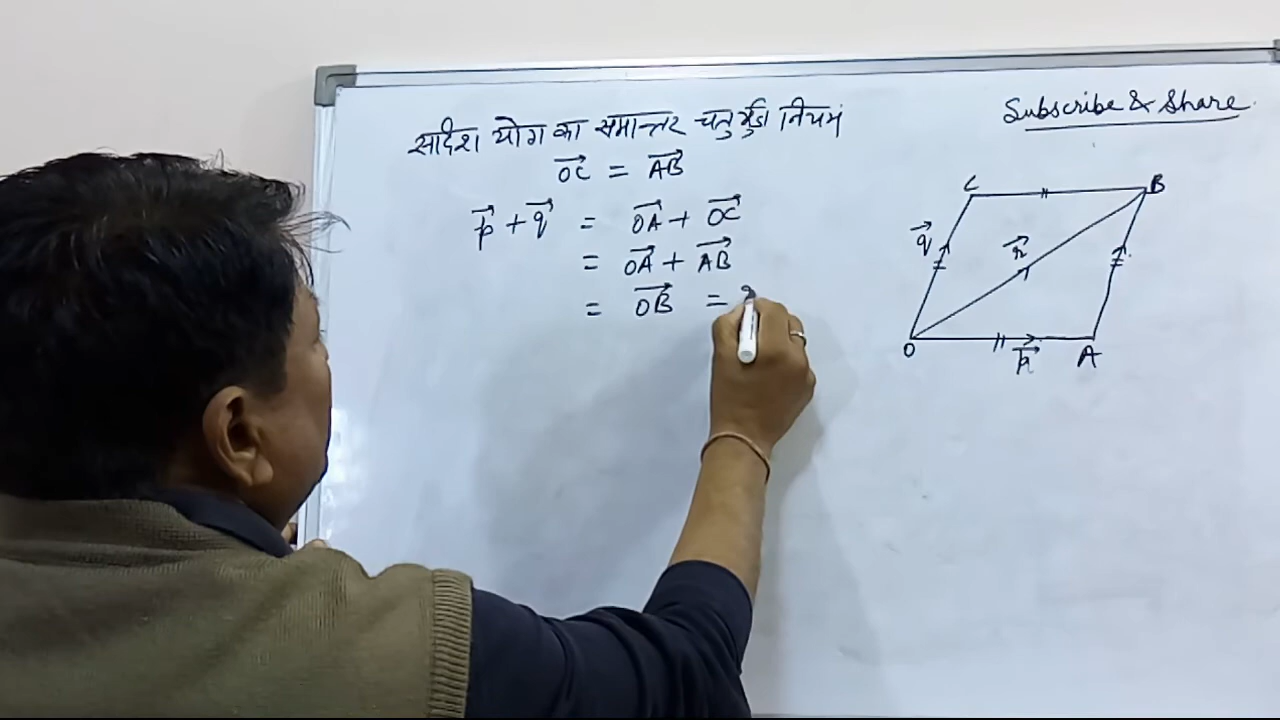 सदिश योग का समान्तर चतुर्भुज नियम
Subscribe & Share
OC→ = AB→
p→ + q→ = OA→ + OC→
= OA→ + AB→
= OB→ =
C
B
q→
r→
O
p→
A